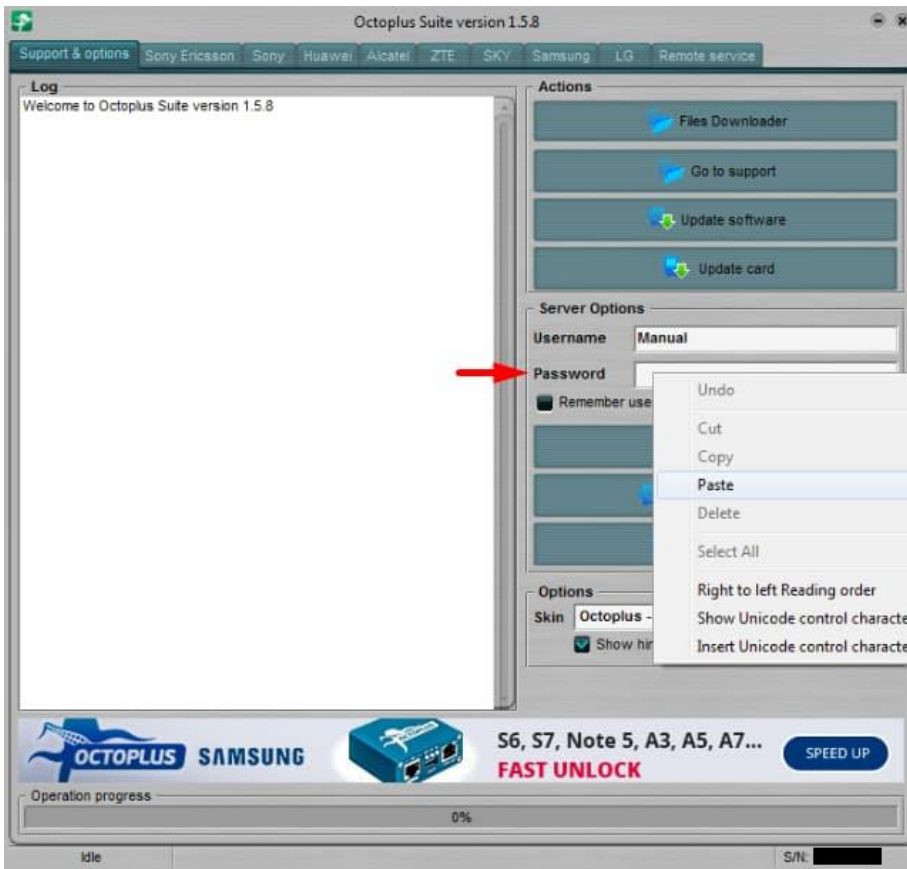 Octoplus Suite version 1.5.8
Support & options Sony Ericsson Sony Huawei Alcatel ZTE SKY Samsung LG Remote service
Log
Welcome to Octoplus Suite version 1.5.8
Actions
Files Downloader
Go to support
Update software
Update card
Server Options
Username Manual
Password
Remember use
Undo
Cut
Copy
Paste
Delete
Select All
Right to left Reading order
Show Unicode control characte
Insert Unicode control characte
Options
Skin Octoplus -
Show hin
OCTOPLUS SAMSUNG
S6, S7, Note 5, A3, A5, A7...
FAST UNLOCK
SPEED UP
Operation progress
0%
Idle
S/N: